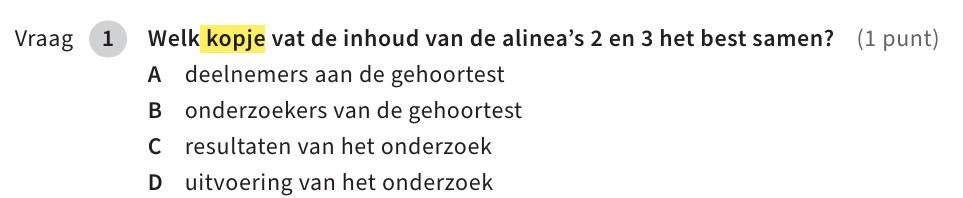 Vraag 1 Welk kopje vat de inhoud van de alinea's 2 en 3 het best samen? (1 punt)
A deelnemers aan de gehoortest
B onderzoekers van de gehoortest
C resultaten van het onderzoek
D uitvoering van het onderzoek